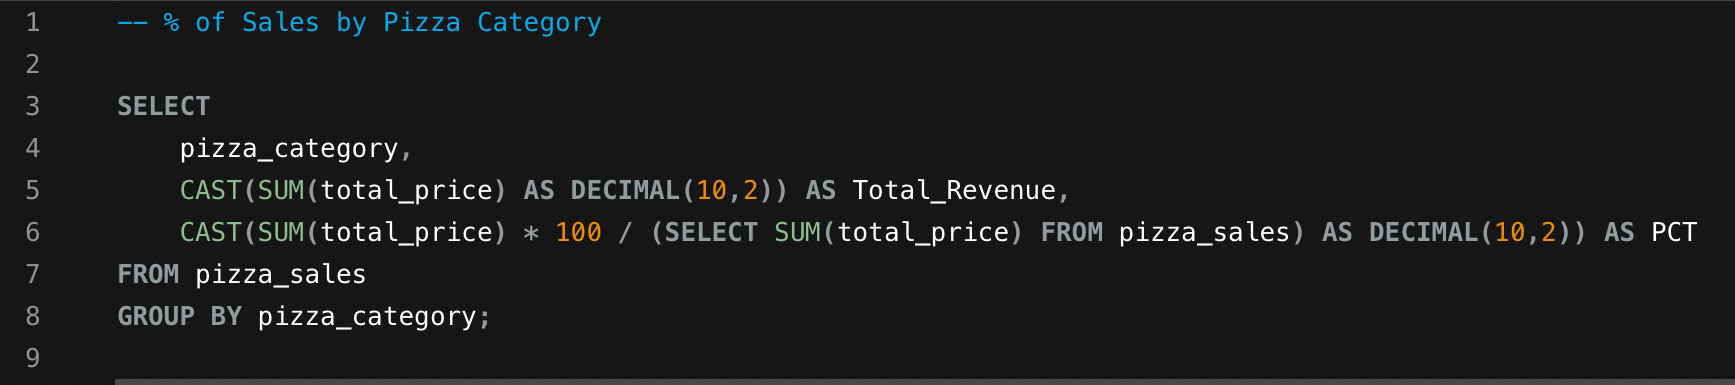 1 -- % of Sales by Pizza Category
2
3 SELECT
4     pizza_category,
5     CAST(SUM(total_price) AS DECIMAL(10,2)) AS Total_Revenue,
6     CAST(SUM(total_price) * 100 / (SELECT SUM(total_price) FROM pizza_sales) AS DECIMAL(10,2)) AS PCT
7 FROM pizza_sales
8 GROUP BY pizza_category;
9